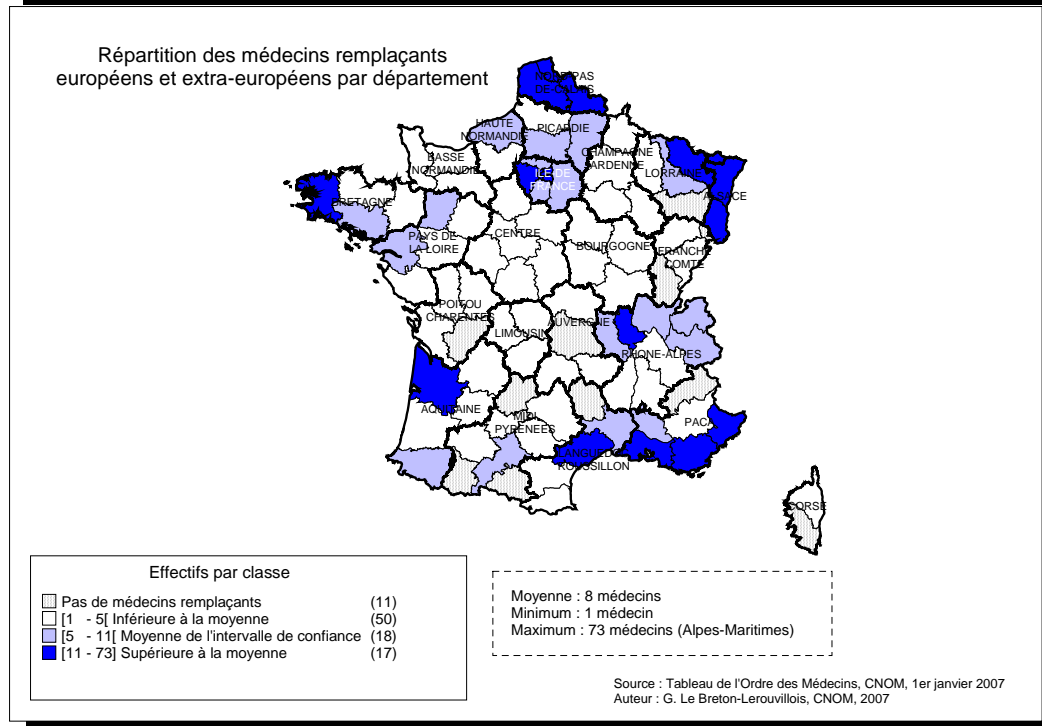 Répartition des médecins remplaçants
européens et extra-européens par département
NORD-PAS
DE-CALAIS
HAUTE
NORMANDIE
PICARDIE
BASSE
NORMANDIE
CHAMPAGNE
ARDENNE
ILE-DE
FRANCE
LORRAINE
ALSACE
BRETAGNE
PAYS DE
LA LOIRE
CENTRE
BOURGOGNE
FRANCHE
COMTE
POITOU
CHARENTES
LIMOUSIN
AUVERGNE
RHONE-ALPES
AQUITAINE
MIDI
PYRENEES
PACA
LANGUEDOC
ROUSSILLON
CORSE
Effectifs par classe
Pas de médecins remplaçants (11)
[1 - 5[ Inférieure à la moyenne (50)
[5 - 11[ Moyenne de l'intervalle de confiance (18)
[11 - 73] Supérieure à la moyenne (17)
Moyenne : 8 médecins
Minimum : 1 médecin
Maximum : 73 médecins (Alpes-Maritimes)
Source : Tableau de l'Ordre des Médecins, CNOM, 1er janvier 2007
Auteur : G. Le Breton-Lerouvillois, CNOM, 2007